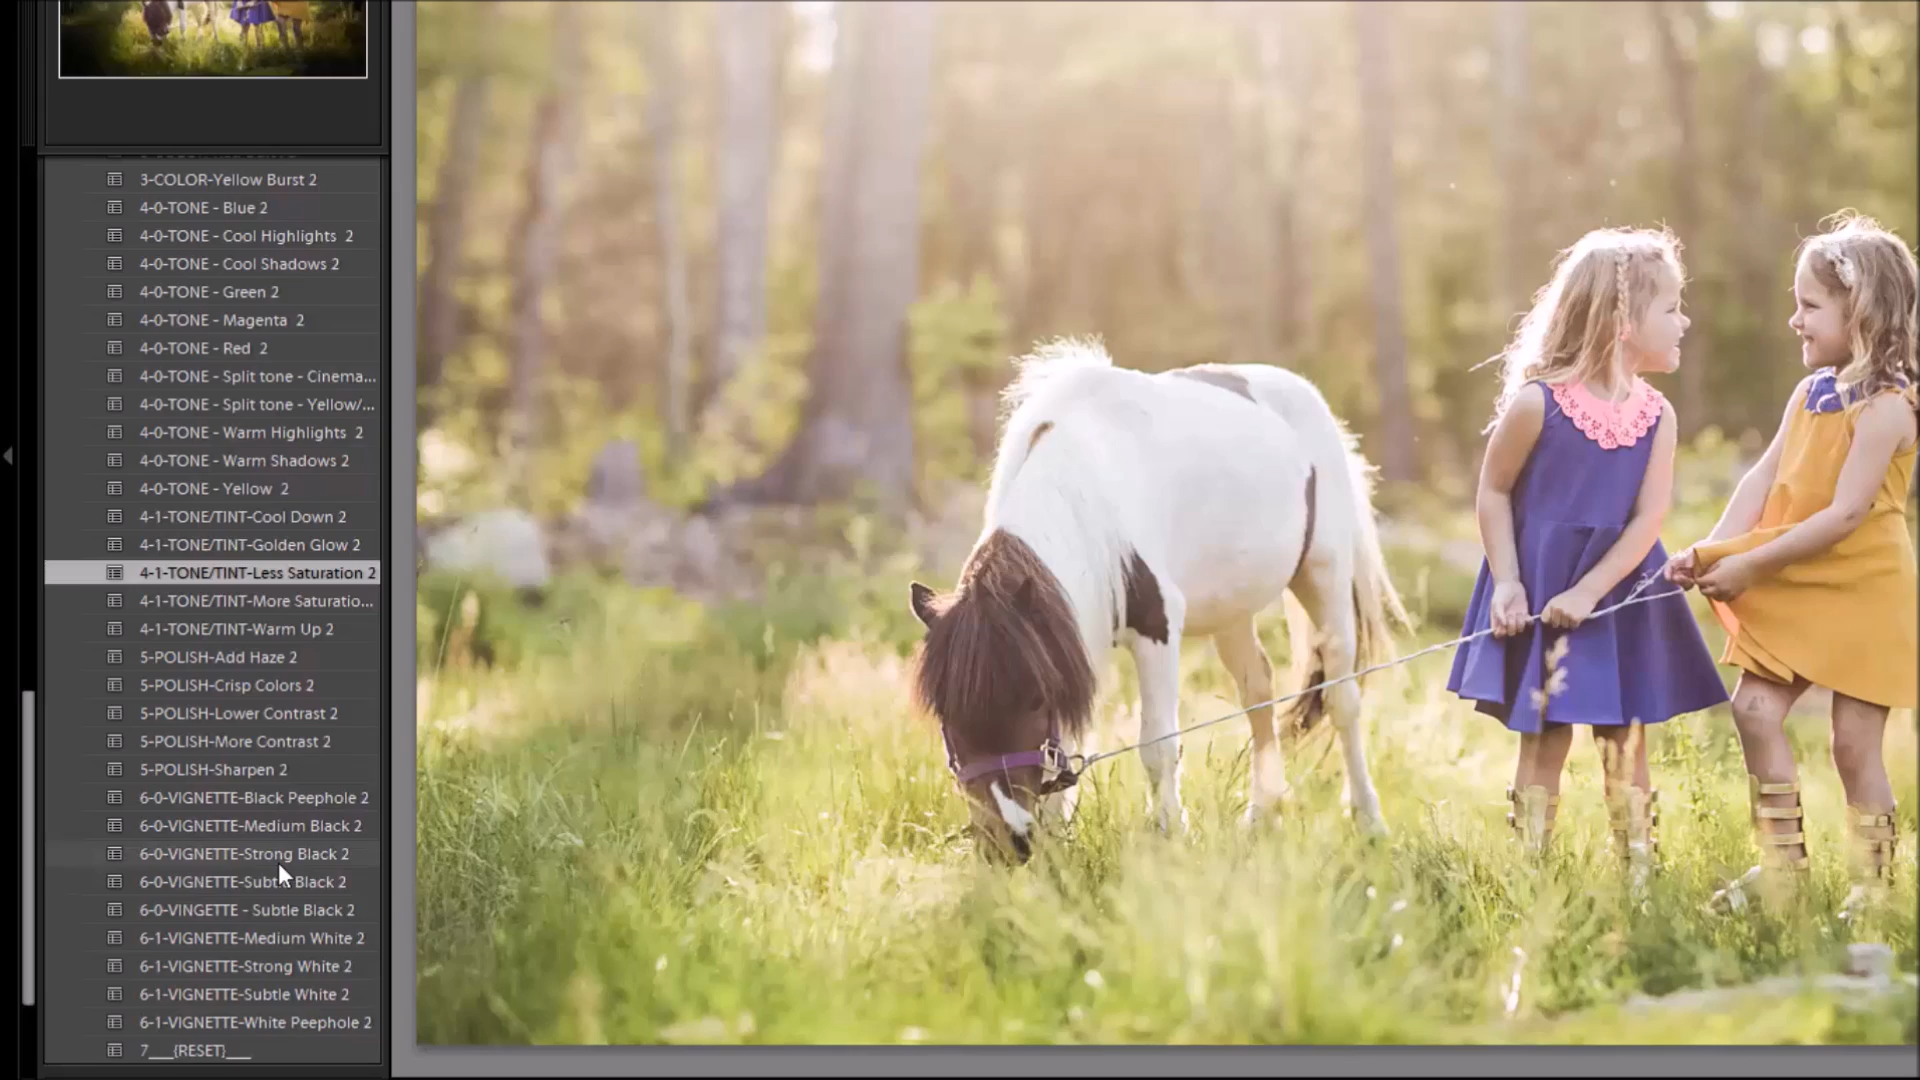 3-COLOR-Yellow Burst 2
4-0-TONE - Blue 2
4-0-TONE - Cool Highlights 2
4-0-TONE - Cool Shadows 2
4-0-TONE - Green 2
4-0-TONE - Magenta 2
4-0-TONE - Red 2
4-0-TONE - Split tone - Cinema...
4-0-TONE - Split tone - Yellow/...
4-0-TONE - Warm Highlights 2
4-0-TONE - Warm Shadows 2
4-0-TONE - Yellow 2
4-1-TONE/TINT-Cool Down 2
4-1-TONE/TINT-Golden Glow 2
4-1-TONE/TINT-Less Saturation 2
4-1-TONE/TINT-More Saturatio...
4-1-TONE/TINT-Warm Up 2
5-POLISH-Add Haze 2
5-POLISH-Crisp Colors 2
5-POLISH-Lower Contrast 2
5-POLISH-More Contrast 2
5-POLISH-Sharpen 2
6-0-VIGNETTE-Black Peephole 2
6-0-VIGNETTE-Medium Black 2
6-0-VIGNETTE-Strong Black 2
6-0-VIGNETTE-Subtle Black 2
6-0-VINGETTE - Subtle Black 2
6-1-VIGNETTE-Medium White 2
6-1-VIGNETTE-Strong White 2
6-1-VIGNETTE-Subtle White 2
6-1-VIGNETTE-White Peephole 2
7___{RESET}___